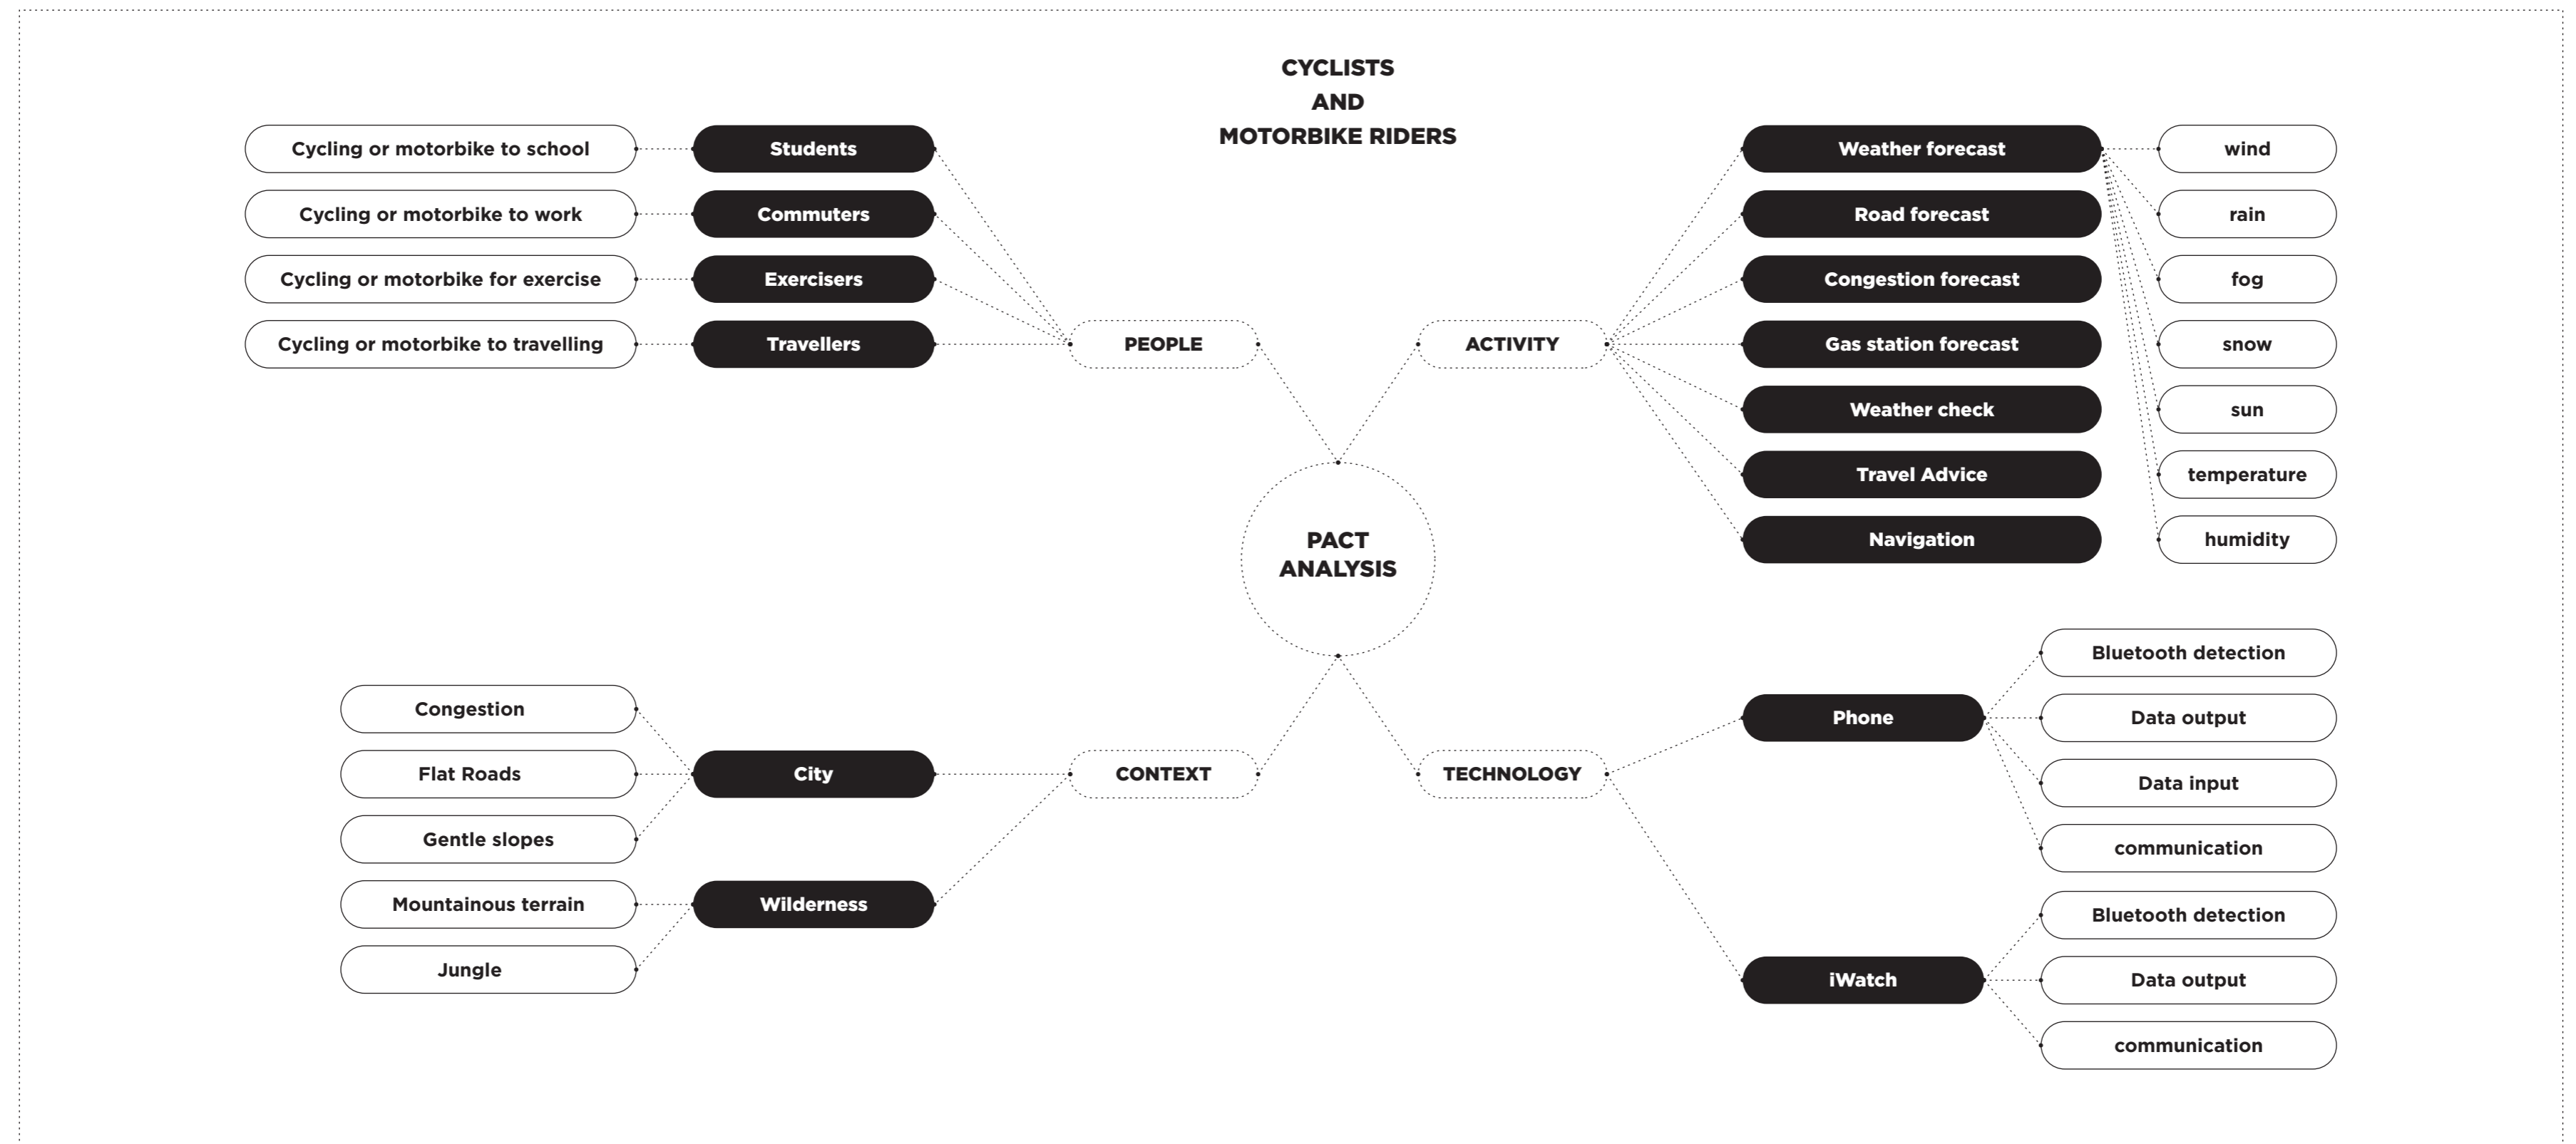 CYCLISTS
AND
MOTORBIKE RIDERS
Cycling or motorbike to school
Students
Cycling or motorbike to work
Commuters
Cycling or motorbike for exercise
Exercisers
Cycling or motorbike to travelling
Travellers
PEOPLE
ACTIVITY
Weather forecast
Road forecast
Congestion forecast
Gas station forecast
Weather check
Travel Advice
Navigation
wind
rain
fog
snow
sun
temperature
humidity
PACT
ANALYSIS
Congestion
Flat Roads
Gentle slopes
Mountainous terrain
Jungle
City
Wilderness
CONTEXT
TECHNOLOGY
Phone
Bluetooth detection
Data output
Data input
communication
iWatch
Bluetooth detection
Data output
communication